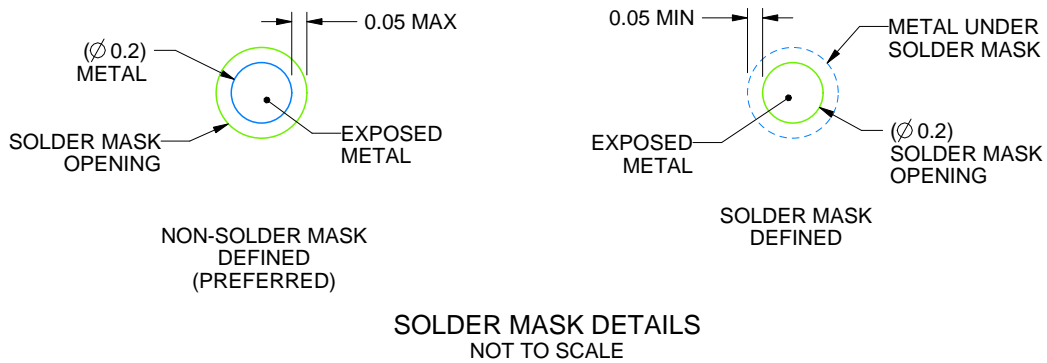 0.05 MAX
(∅ 0.2)
METAL
SOLDER MASK
OPENING
EXPOSED
METAL
NON-SOLDER MASK
DEFINED
(PREFERRED)
0.05 MIN
METAL UNDER
SOLDER MASK
EXPOSED
METAL
(∅ 0.2)
SOLDER MASK
OPENING
SOLDER MASK
DEFINED
SOLDER MASK DETAILS
NOT TO SCALE